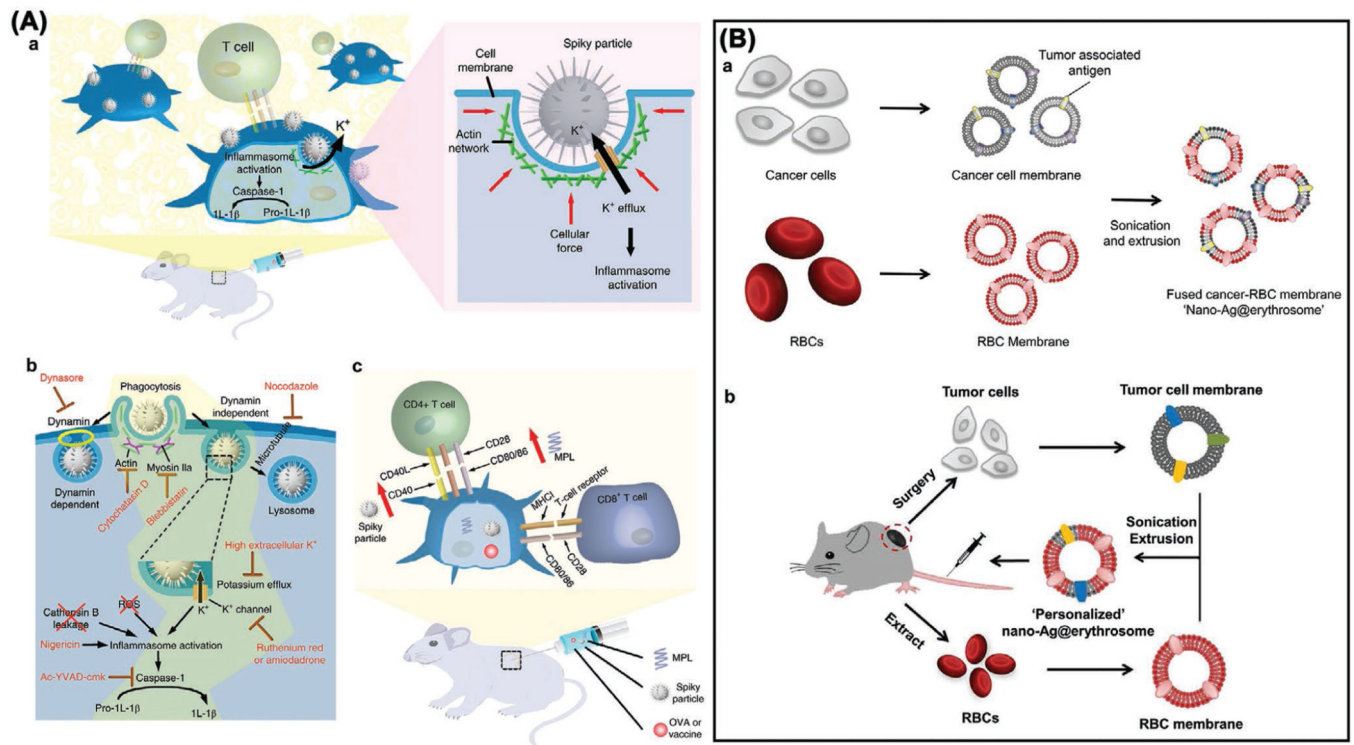 (A)
a
T cell
K+
Inflammasome
activation
Caspase-1
1L-1β
Pro-1L-1β
Spiky particle
Cell
membrane
K+
Actin
network
K+ efflux
Cellular
force
Inflammasome
activation
b
Dynasore
Phagocytosis
Nocodazole
Dynamin
independent
Dynamin
Microtubule
Actin
Myosin IIa
Dynamin
dependent
Cytochatasin D
Blebbistatin
Lysosome
High extracellular K+
Potassium efflux
K+
K+ channel
ROS
Cathepsin B
leakage
Nigericin
Inflammasome activation
Ruthenium red
or amiodadrone
Ac-YVAD-cmk
Caspase-1
Pro-1L-1β
1L-1β
c
CD4+ T cell
CD28
CD80/86
MPL
CD40L
CD40
Spiky
particle
MHCI
T-cell receptor
CD8+ T cell
CD80/86
CD28
MPL
Spiky
particle
OVA or
vaccine
(B)
a
Tumor associated
antigen
Cancer cells
Cancer cell membrane
Sonication
and extrusion
RBCs
RBC Membrane
Fused cancer-RBC membrane
'Nano-Ag@erythrosome'
b
Tumor cells
Tumor cell membrane
Surgery
Sonication
Extrusion
'Personalized'
nano-Ag@erythrosome
Extract
RBCs
RBC membrane